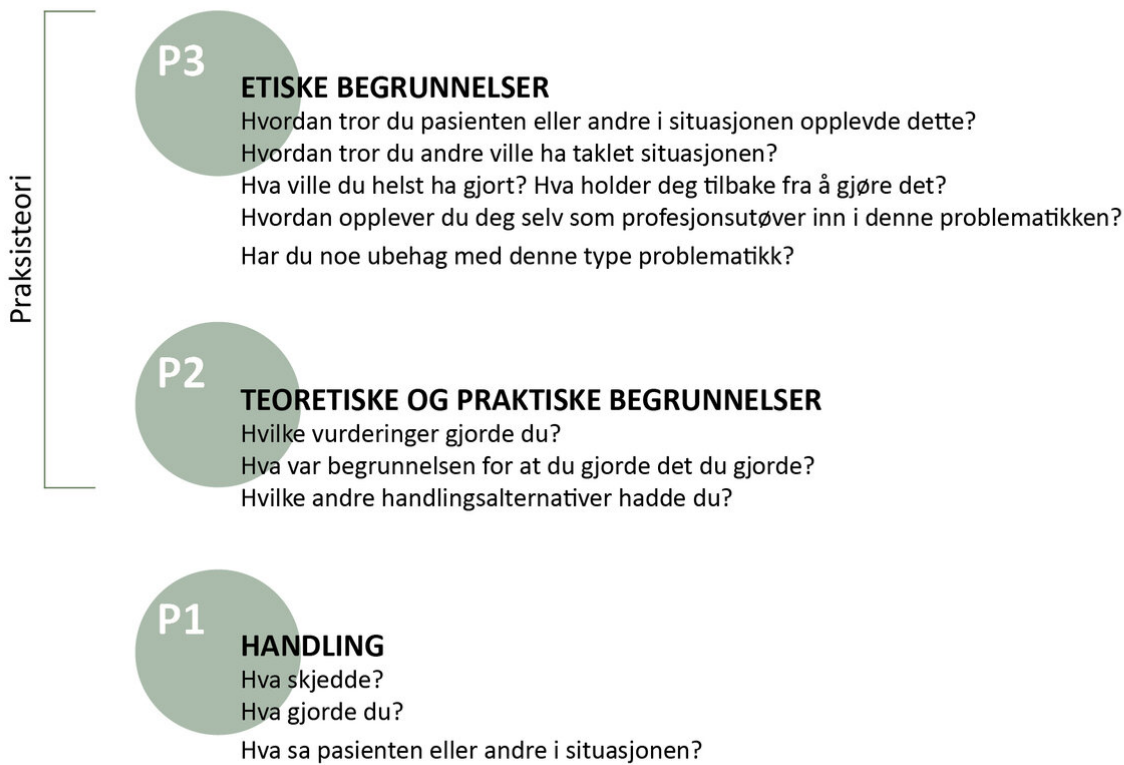 Praksisteori
P3
ETISKE BEGRUNNELSER
Hvordan tror du pasienten eller andre i situasjonen opplevde dette?
Hvordan tror du andre ville ha taklet situasjonen?
Hva ville du helst ha gjort? Hva holder deg tilbake fra å gjøre det?
Hvordan opplever du deg selv som profesjonsutøver inn i denne problematikken?
Har du noe ubehag med denne type problematikk?
P2
TEORETISKE OG PRAKTISKE BEGRUNNELSER
Hvilke vurderinger gjorde du?
Hva var begrunnelsen for at du gjorde det du gjorde?
Hvilke andre handlingsalternativer hadde du?
P1
HANDLING
Hva skjedde?
Hva gjorde du?
Hva sa pasienten eller andre i situasjonen?